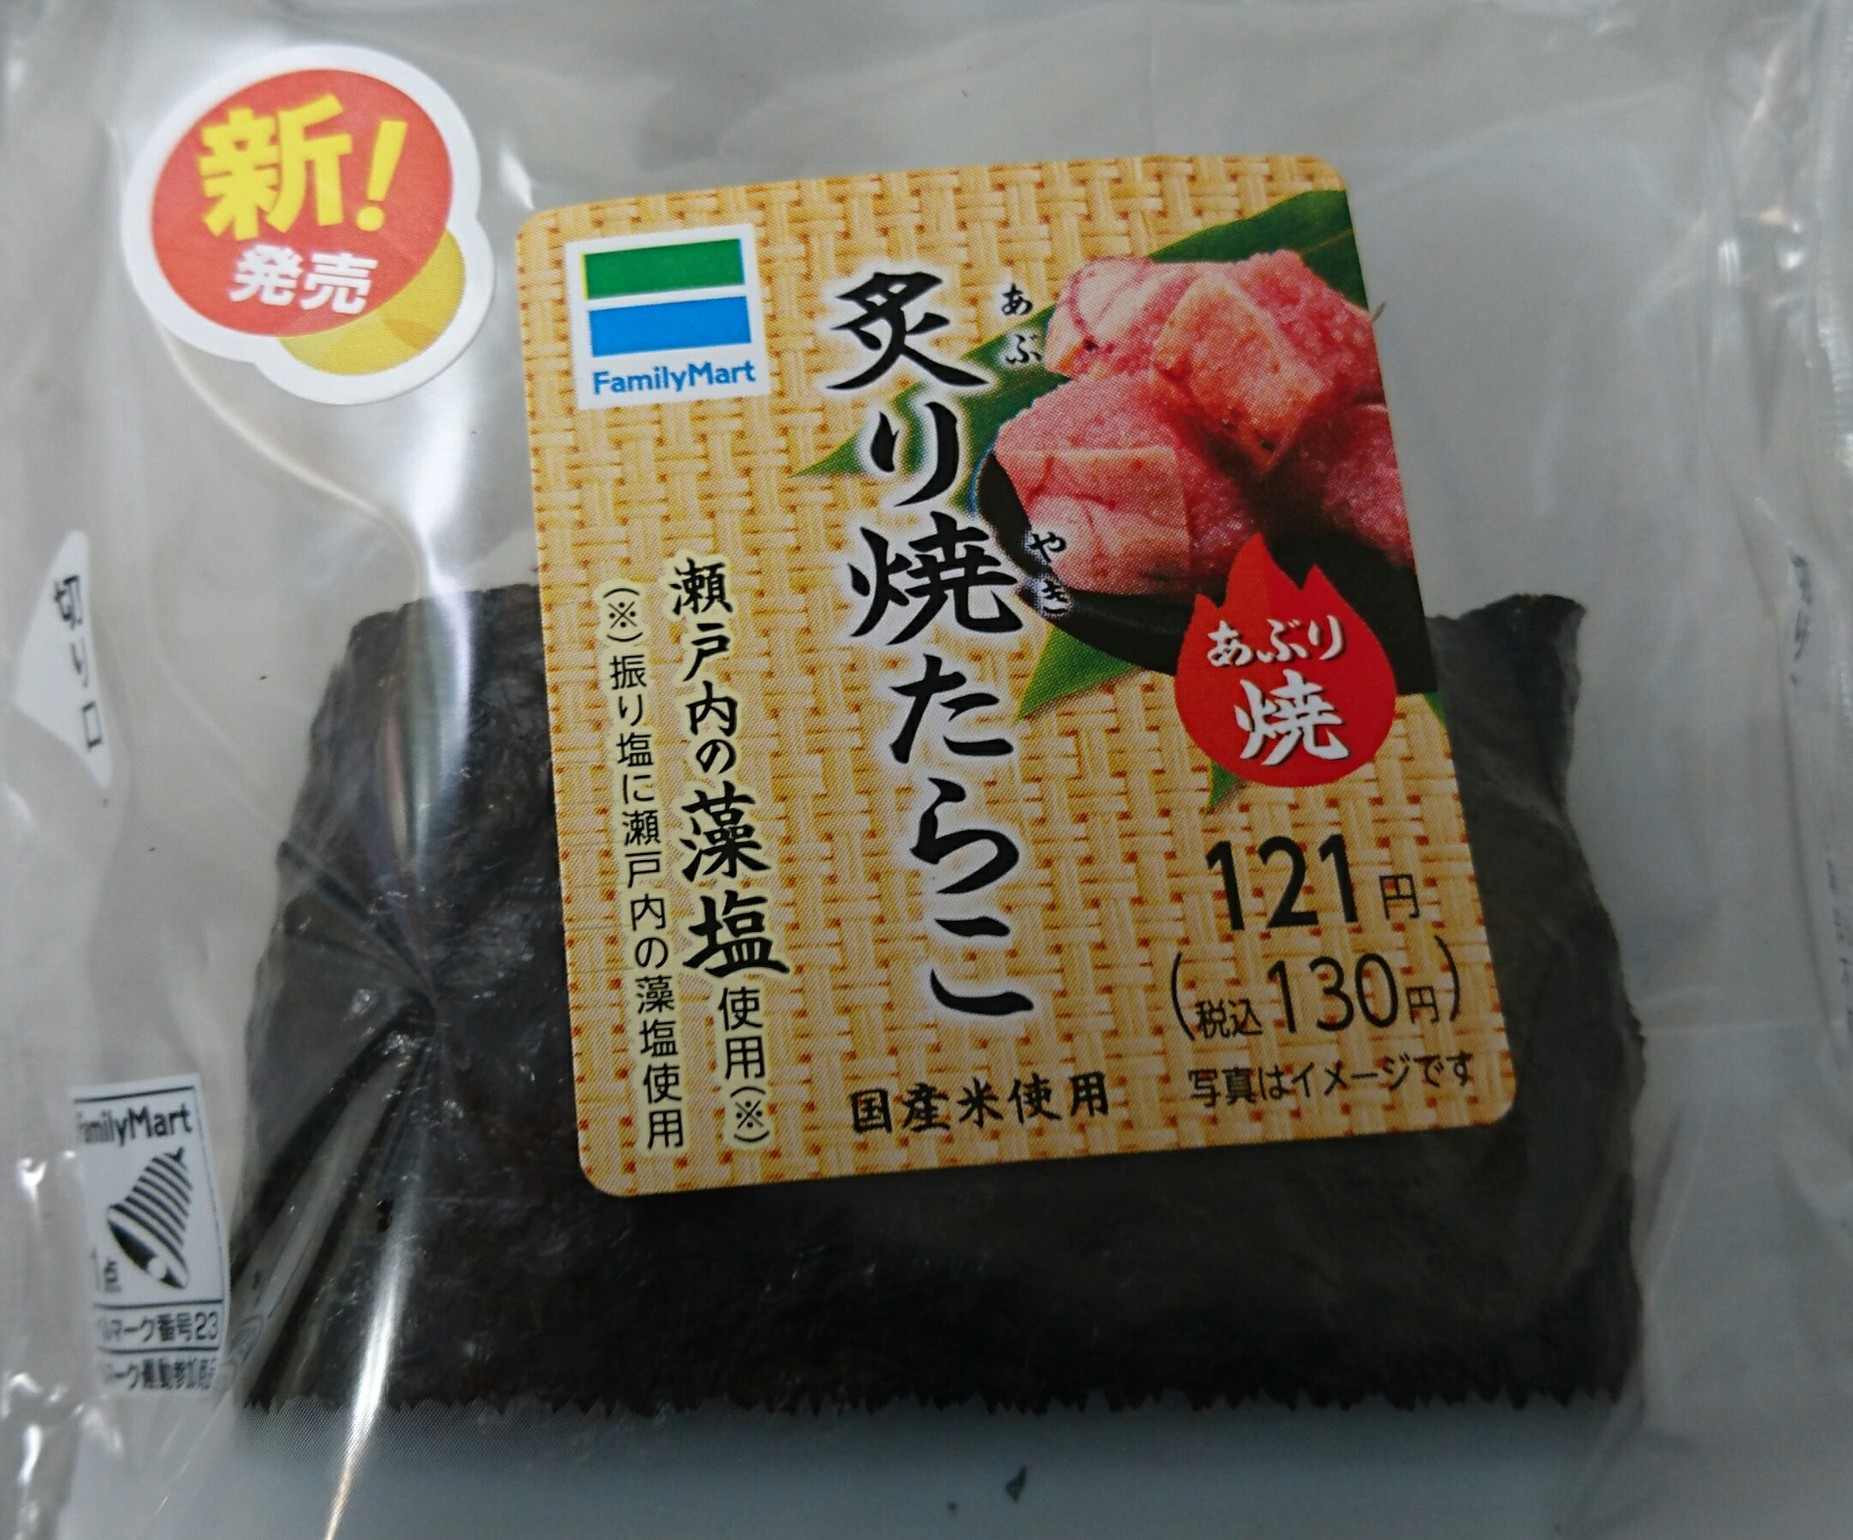 新!
発売
FamilyMart
炙り焼たらこ
あぶ
やき
瀬戸内の藻塩使用(※)
(※)振り塩に瀬戸内の藻塩使用
あぶり
焼
121円
(税込130円)
写真はイメージです
国産米使用
切り口
FamilyMart
1点
マーク番号23